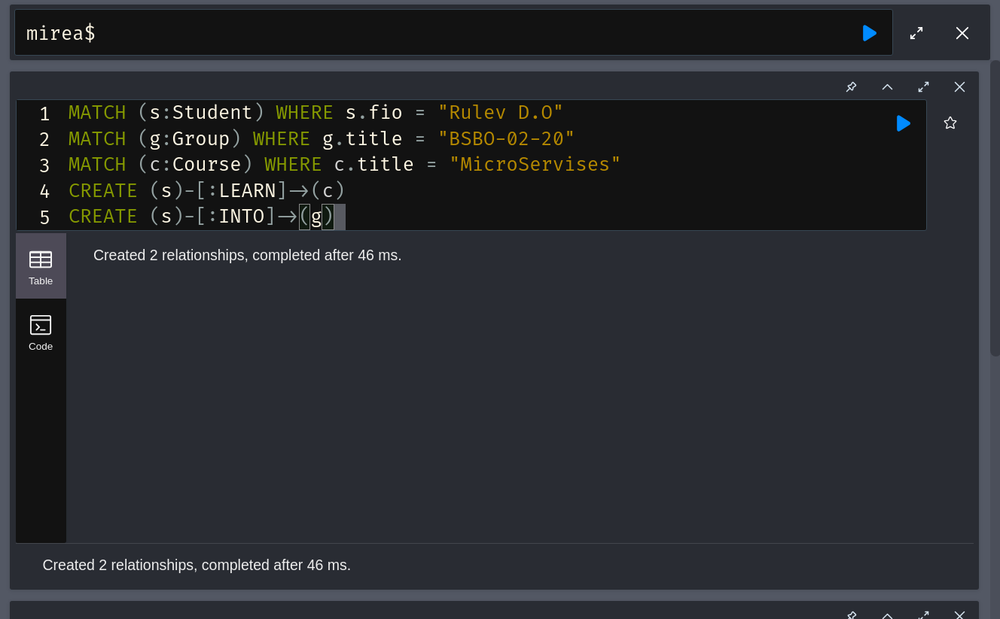 mirea$
1 MATCH (s:Student) WHERE s.fio = "Rulev D.O"
2 MATCH (g:Group) WHERE g.title = "BSBO-02-20"
3 MATCH (c:Course) WHERE c.title = "MicroServises"
4 CREATE (s)-[:LEARN]->(c)
5 CREATE (s)-[:INTO]->(g)
Table
Created 2 relationships, completed after 46 ms.
Code
Created 2 relationships, completed after 46 ms.